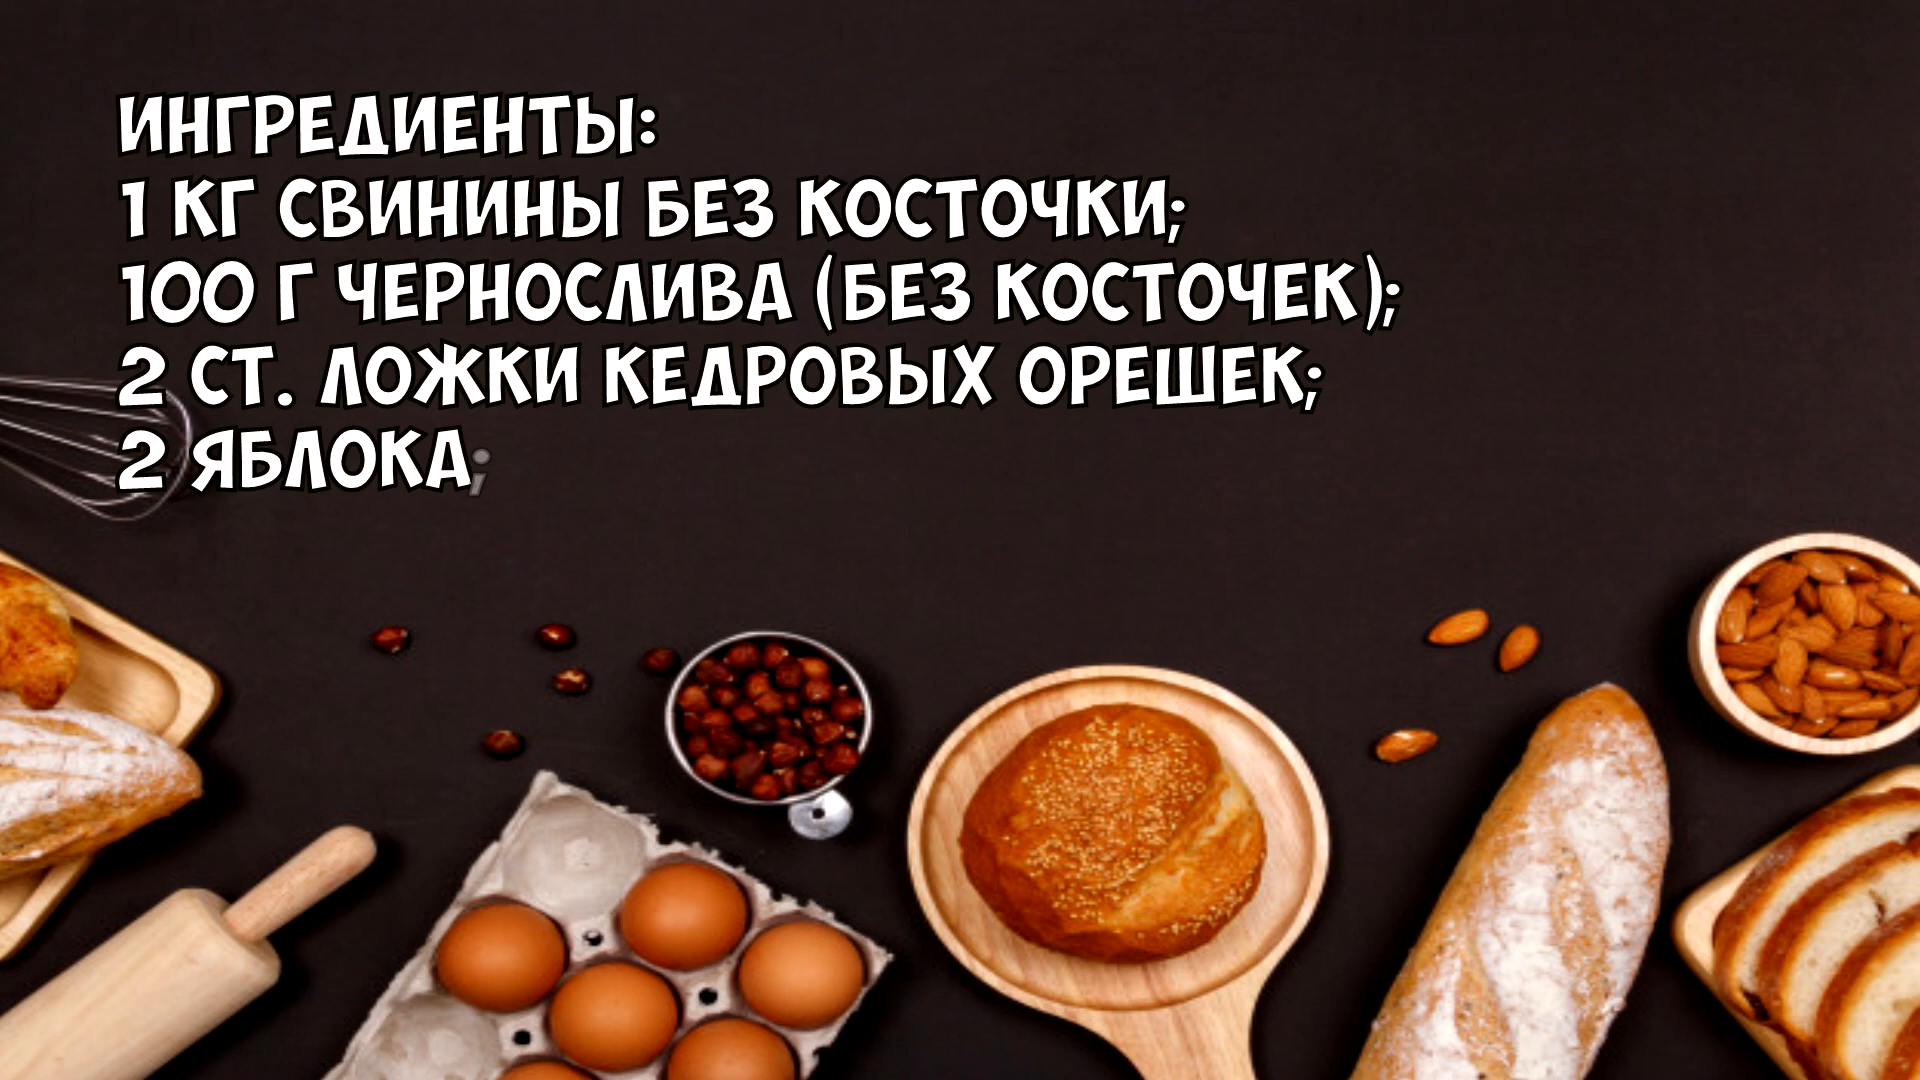 ИНГРЕДИЕНТЫ:
1 КГ СВИНИНЫ БЕЗ КОСТОЧКИ;
100 Г ЧЕРНОСЛИВА (БЕЗ КОСТОЧЕК);
2 СТ. ЛОЖКИ КЕДРОВЫХ ОРЕШЕК;
2 ЯБЛОКА;